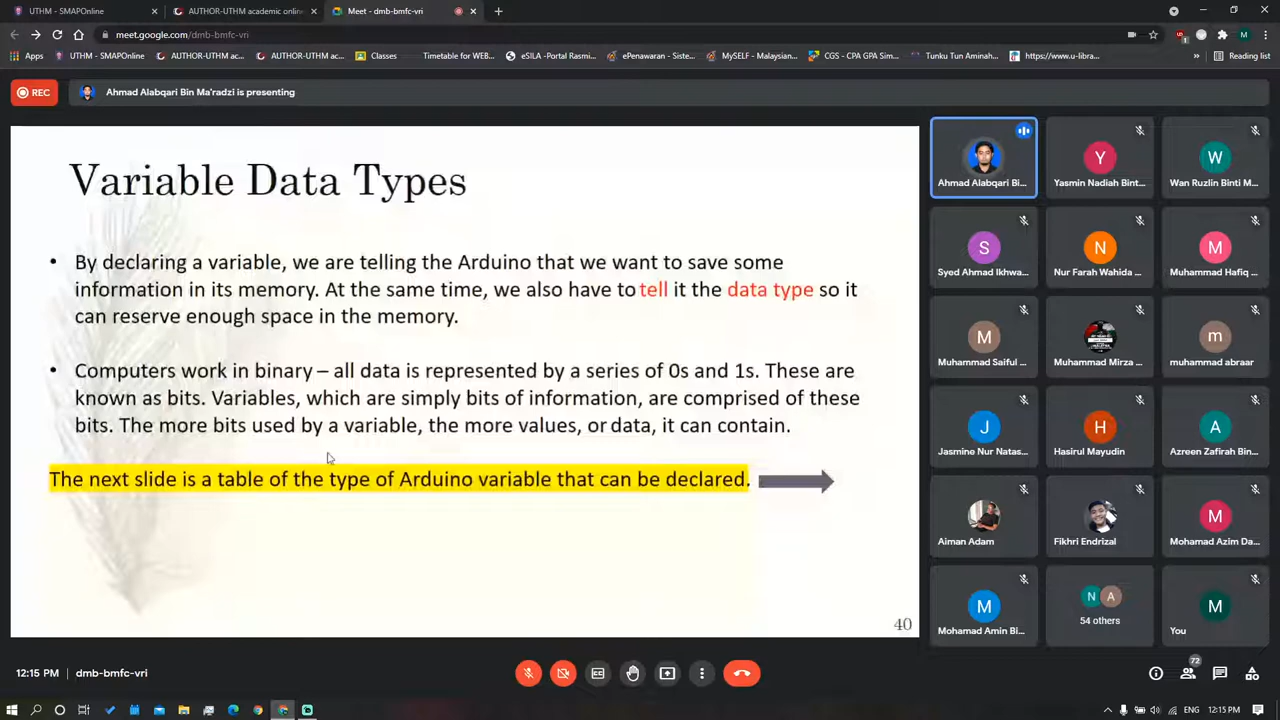 UTHM - SMAPOnline
AUTHOR-UTHM academic onlin
Meet - dmb-bmfc-vri
meet.google.com/dmb-bmfc-vri
Apps
UTHM - SMAPOnline
AUTHOR-UTHM ac...
AUTHOR-UTHM ac...
Classes
Timetable for WEB...
eSILA -Portal Rasmi...
ePenawaran - Siste...
MySELF - Malaysian...
CGS - CPA GPA Sim...
Tunku Tun Aminah...
https://www.u-libra...
»
Reading list
REC
Ahmad Alabqari Bin Ma'radzi is presenting
Variable Data Types
• By declaring a variable, we are telling the Arduino that we want to save some
information in its memory. At the same time, we also have to tell it the data type so it
can reserve enough space in the memory.
• Computers work in binary – all data is represented by a series of 0s and 1s. These are
known as bits. Variables, which are simply bits of information, are comprised of these
bits. The more bits used by a variable, the more values, or data, it can contain.
The next slide is a table of the type of Arduino variable that can be declared.
40
Ahmad Alabqari Bi...
Y
Yasmin Nadiah Bint...
W
Wan Ruzlin Binti M...
S
Syed Ahmad Ikhwa...
N
Nur Farah Wahida ...
M
Muhammad Hafiq ...
M
Muhammad Saiful ...
Muhammad Mirza ...
m
muhammad abraar
J
Jasmine Nur Natas...
H
Hasirul Mayudin
A
Azreen Zafirah Bin...
Aiman Adam
Fikhri Endrizal
M
Mohamad Azim Da...
M
Mohamad Amin Bi...
N A
54 others
M
You
12:15 PM
dmb-bmfc-vri
72
ENG
12:15 PM